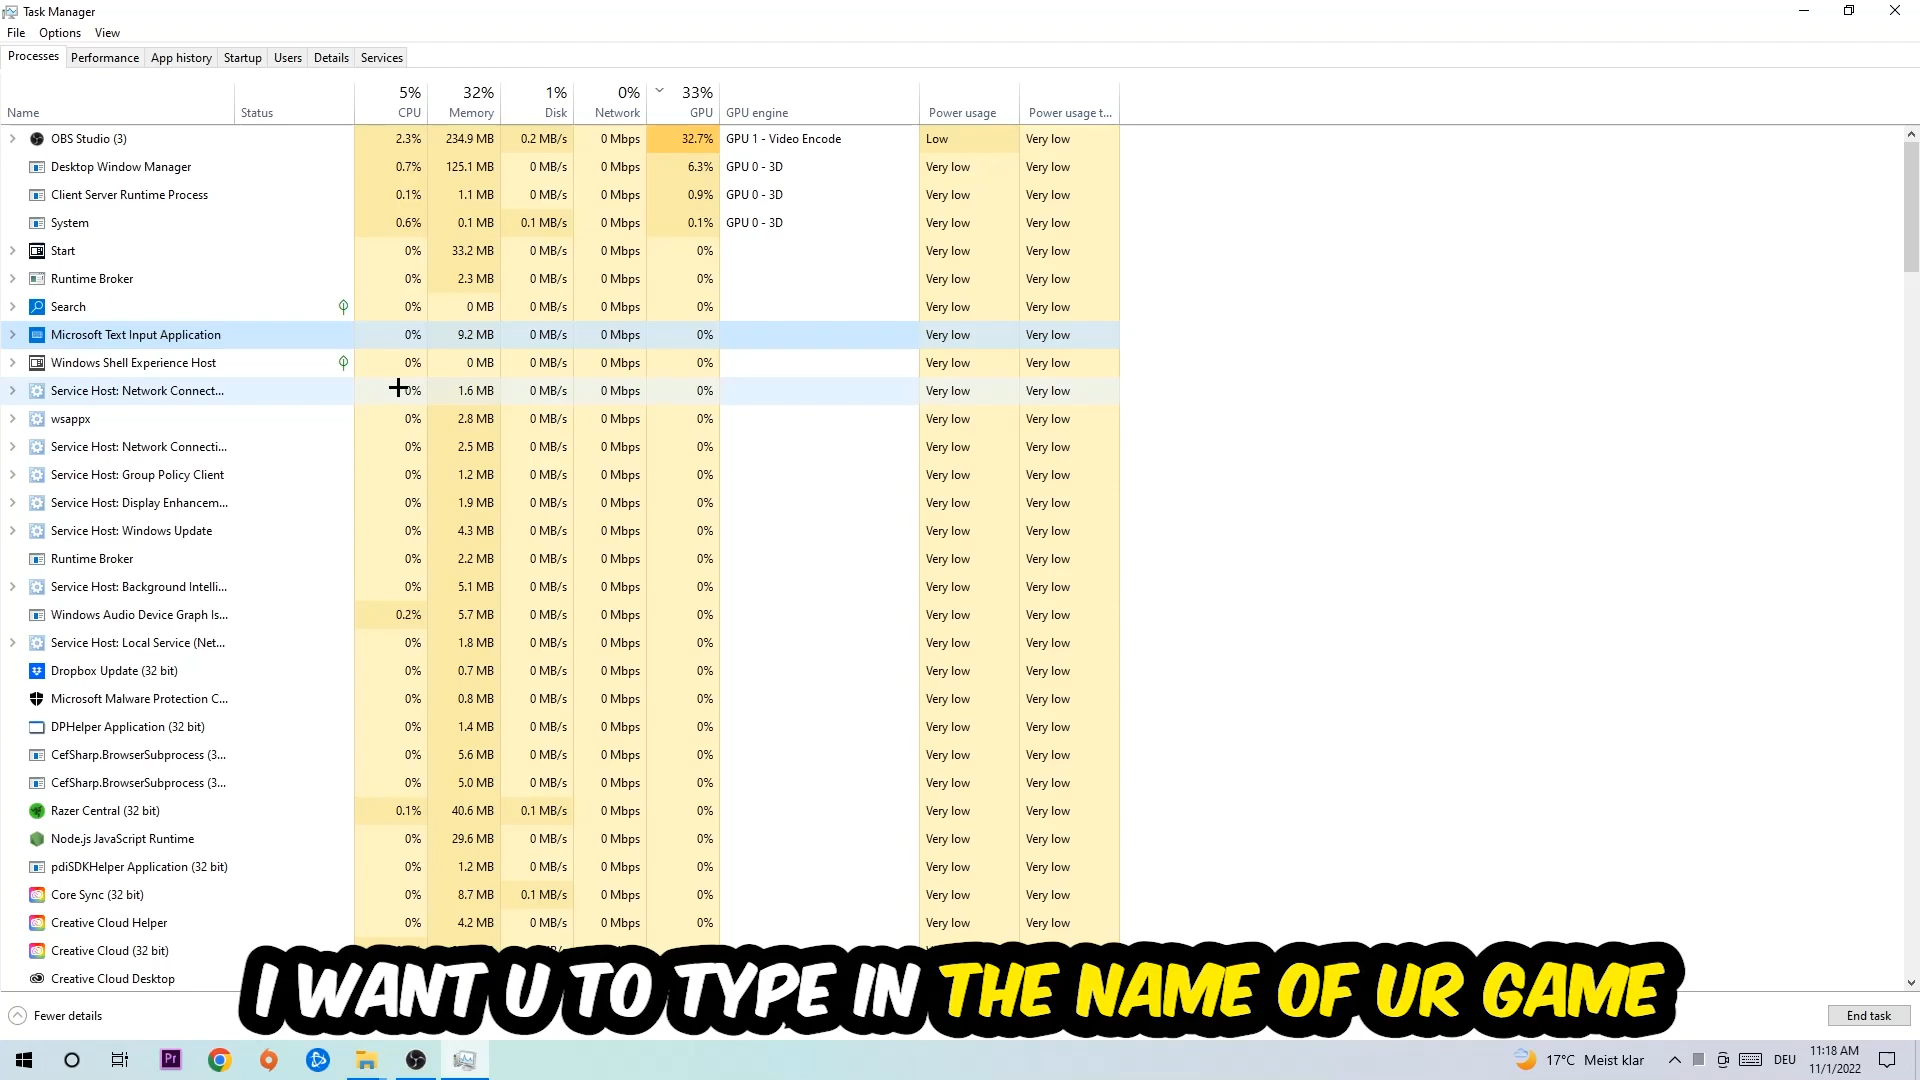 Task Manager
File Options View
Processes Performance App history Startup Users Details Services
5% 32% 1% 0% 33%
Name Status CPU Memory Disk Network GPU GPU engine Power usage Power usage t...
OBS Studio (3) 2.3% 234.9 MB 0.2 MB/s 0 Mbps 32.7% GPU 1 - Video Encode Low Very low
Desktop Window Manager 0.7% 125.1 MB 0 MB/s 0 Mbps 6.3% GPU 0 - 3D Very low Very low
Client Server Runtime Process 0.1% 1.1 MB 0 MB/s 0 Mbps 0.9% GPU 0 - 3D Very low Very low
System 0.6% 0.1 MB 0.1 MB/s 0 Mbps 0.1% GPU 0 - 3D Very low Very low
Start 0% 33.2 MB 0 MB/s 0 Mbps 0% Very low Very low
Runtime Broker 0% 2.3 MB 0 MB/s 0 Mbps 0% Very low Very low
Search 0% 0 MB 0 MB/s 0 Mbps 0% Very low Very low
Microsoft Text Input Application 0% 9.2 MB 0 MB/s 0 Mbps 0% Very low Very low
Windows Shell Experience Host 0% 0 MB 0 MB/s 0 Mbps 0% Very low Very low
Service Host: Network Connect... 0% 1.6 MB 0 MB/s 0 Mbps 0% Very low Very low
wsappx 0% 2.8 MB 0 MB/s 0 Mbps 0% Very low Very low
Service Host: Network Connecti... 0% 2.5 MB 0 MB/s 0 Mbps 0% Very low Very low
Service Host: Group Policy Client 0% 1.2 MB 0 MB/s 0 Mbps 0% Very low Very low
Service Host: Display Enhancem... 0% 1.9 MB 0 MB/s 0 Mbps 0% Very low Very low
Service Host: Windows Update 0% 4.3 MB 0 MB/s 0 Mbps 0% Very low Very low
Runtime Broker 0% 2.2 MB 0 MB/s 0 Mbps 0% Very low Very low
Service Host: Background Intelli... 0% 5.1 MB 0 MB/s 0 Mbps 0% Very low Very low
Windows Audio Device Graph Is... 0.2% 5.7 MB 0 MB/s 0 Mbps 0% Very low Very low
Service Host: Local Service (Net... 0% 1.8 MB 0 MB/s 0 Mbps 0% Very low Very low
Dropbox Update (32 bit) 0% 0.7 MB 0 MB/s 0 Mbps 0% Very low Very low
Microsoft Malware Protection C... 0% 0.8 MB 0 MB/s 0 Mbps 0% Very low Very low
DPHelper Application (32 bit) 0% 1.4 MB 0 MB/s 0 Mbps 0% Very low Very low
CefSharp.BrowserSubprocess (3... 0% 5.6 MB 0 MB/s 0 Mbps 0% Very low Very low
CefSharp.BrowserSubprocess (3... 0% 5.0 MB 0 MB/s 0 Mbps 0% Very low Very low
Razer Central (32 bit) 0.1% 40.6 MB 0.1 MB/s 0 Mbps 0% Very low Very low
Node.js JavaScript Runtime 0% 29.6 MB 0 MB/s 0 Mbps 0% Very low Very low
pdiSDKHelper Application (32 bit) 0% 1.2 MB 0 MB/s 0 Mbps 0% Very low Very low
Core Sync (32 bit) 0% 8.7 MB 0.1 MB/s 0 Mbps 0% Very low Very low
Creative Cloud Helper 0% 4.2 MB 0 MB/s 0 Mbps 0% Very low Very low
Creative Cloud (32 bit)
Creative Cloud Desktop
I WANT U TO TYPE IN THE NAME OF UR GAME
Fewer details End task
Pr 17°C Meist klar DEU 11:18 AM
11/1/2022